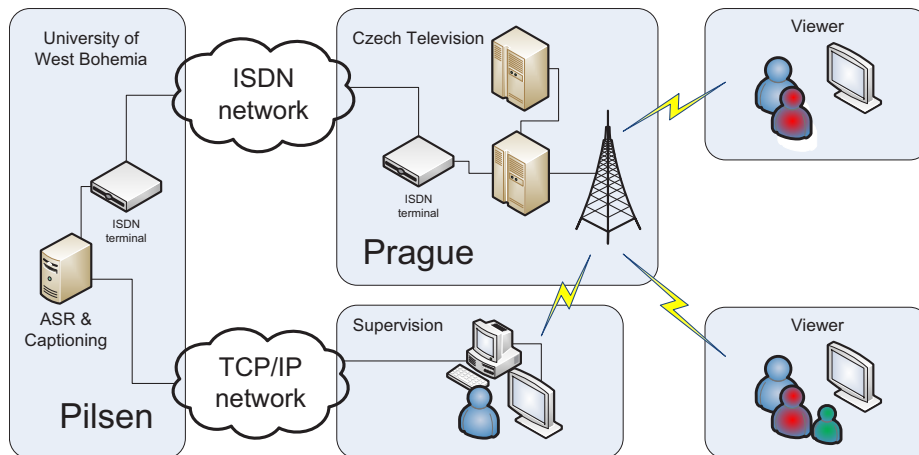 University of
West Bohemia
ISDN
terminal
ASR &
Captioning
Pilsen
ISDN
network
TCP/IP
network
Czech Television
ISDN
terminal
Prague
Supervision
Viewer
Viewer